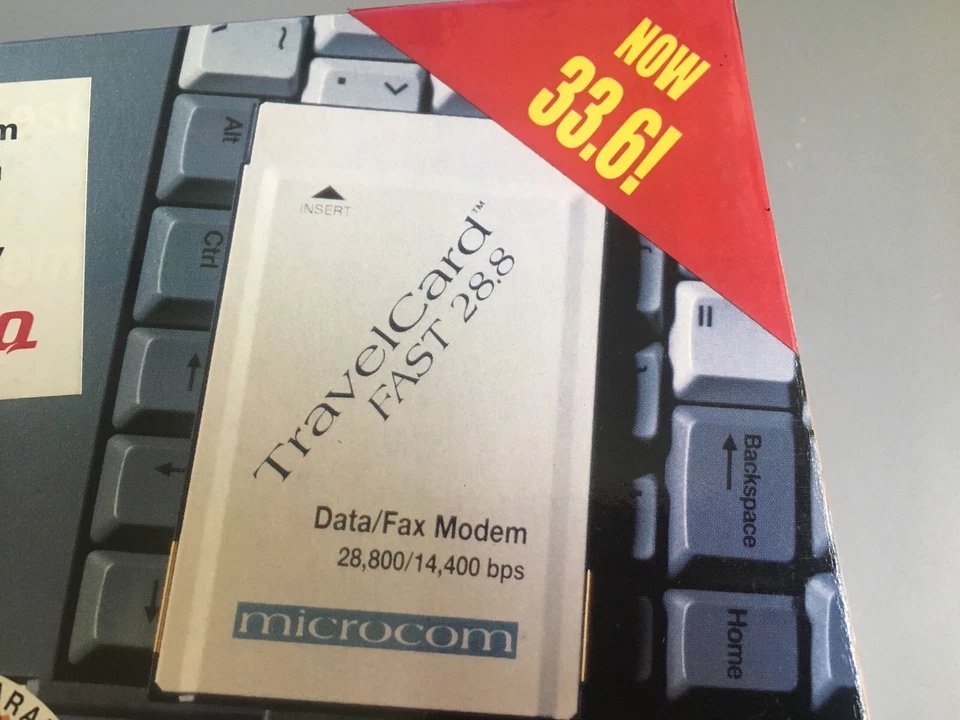 NOW
33.6!
INSERT
TravelCard™
FAST 28.8
Data/Fax Modem
28,800/14,400 bps
microcom
~
Alt
Ctrl
=
Backspace
Home